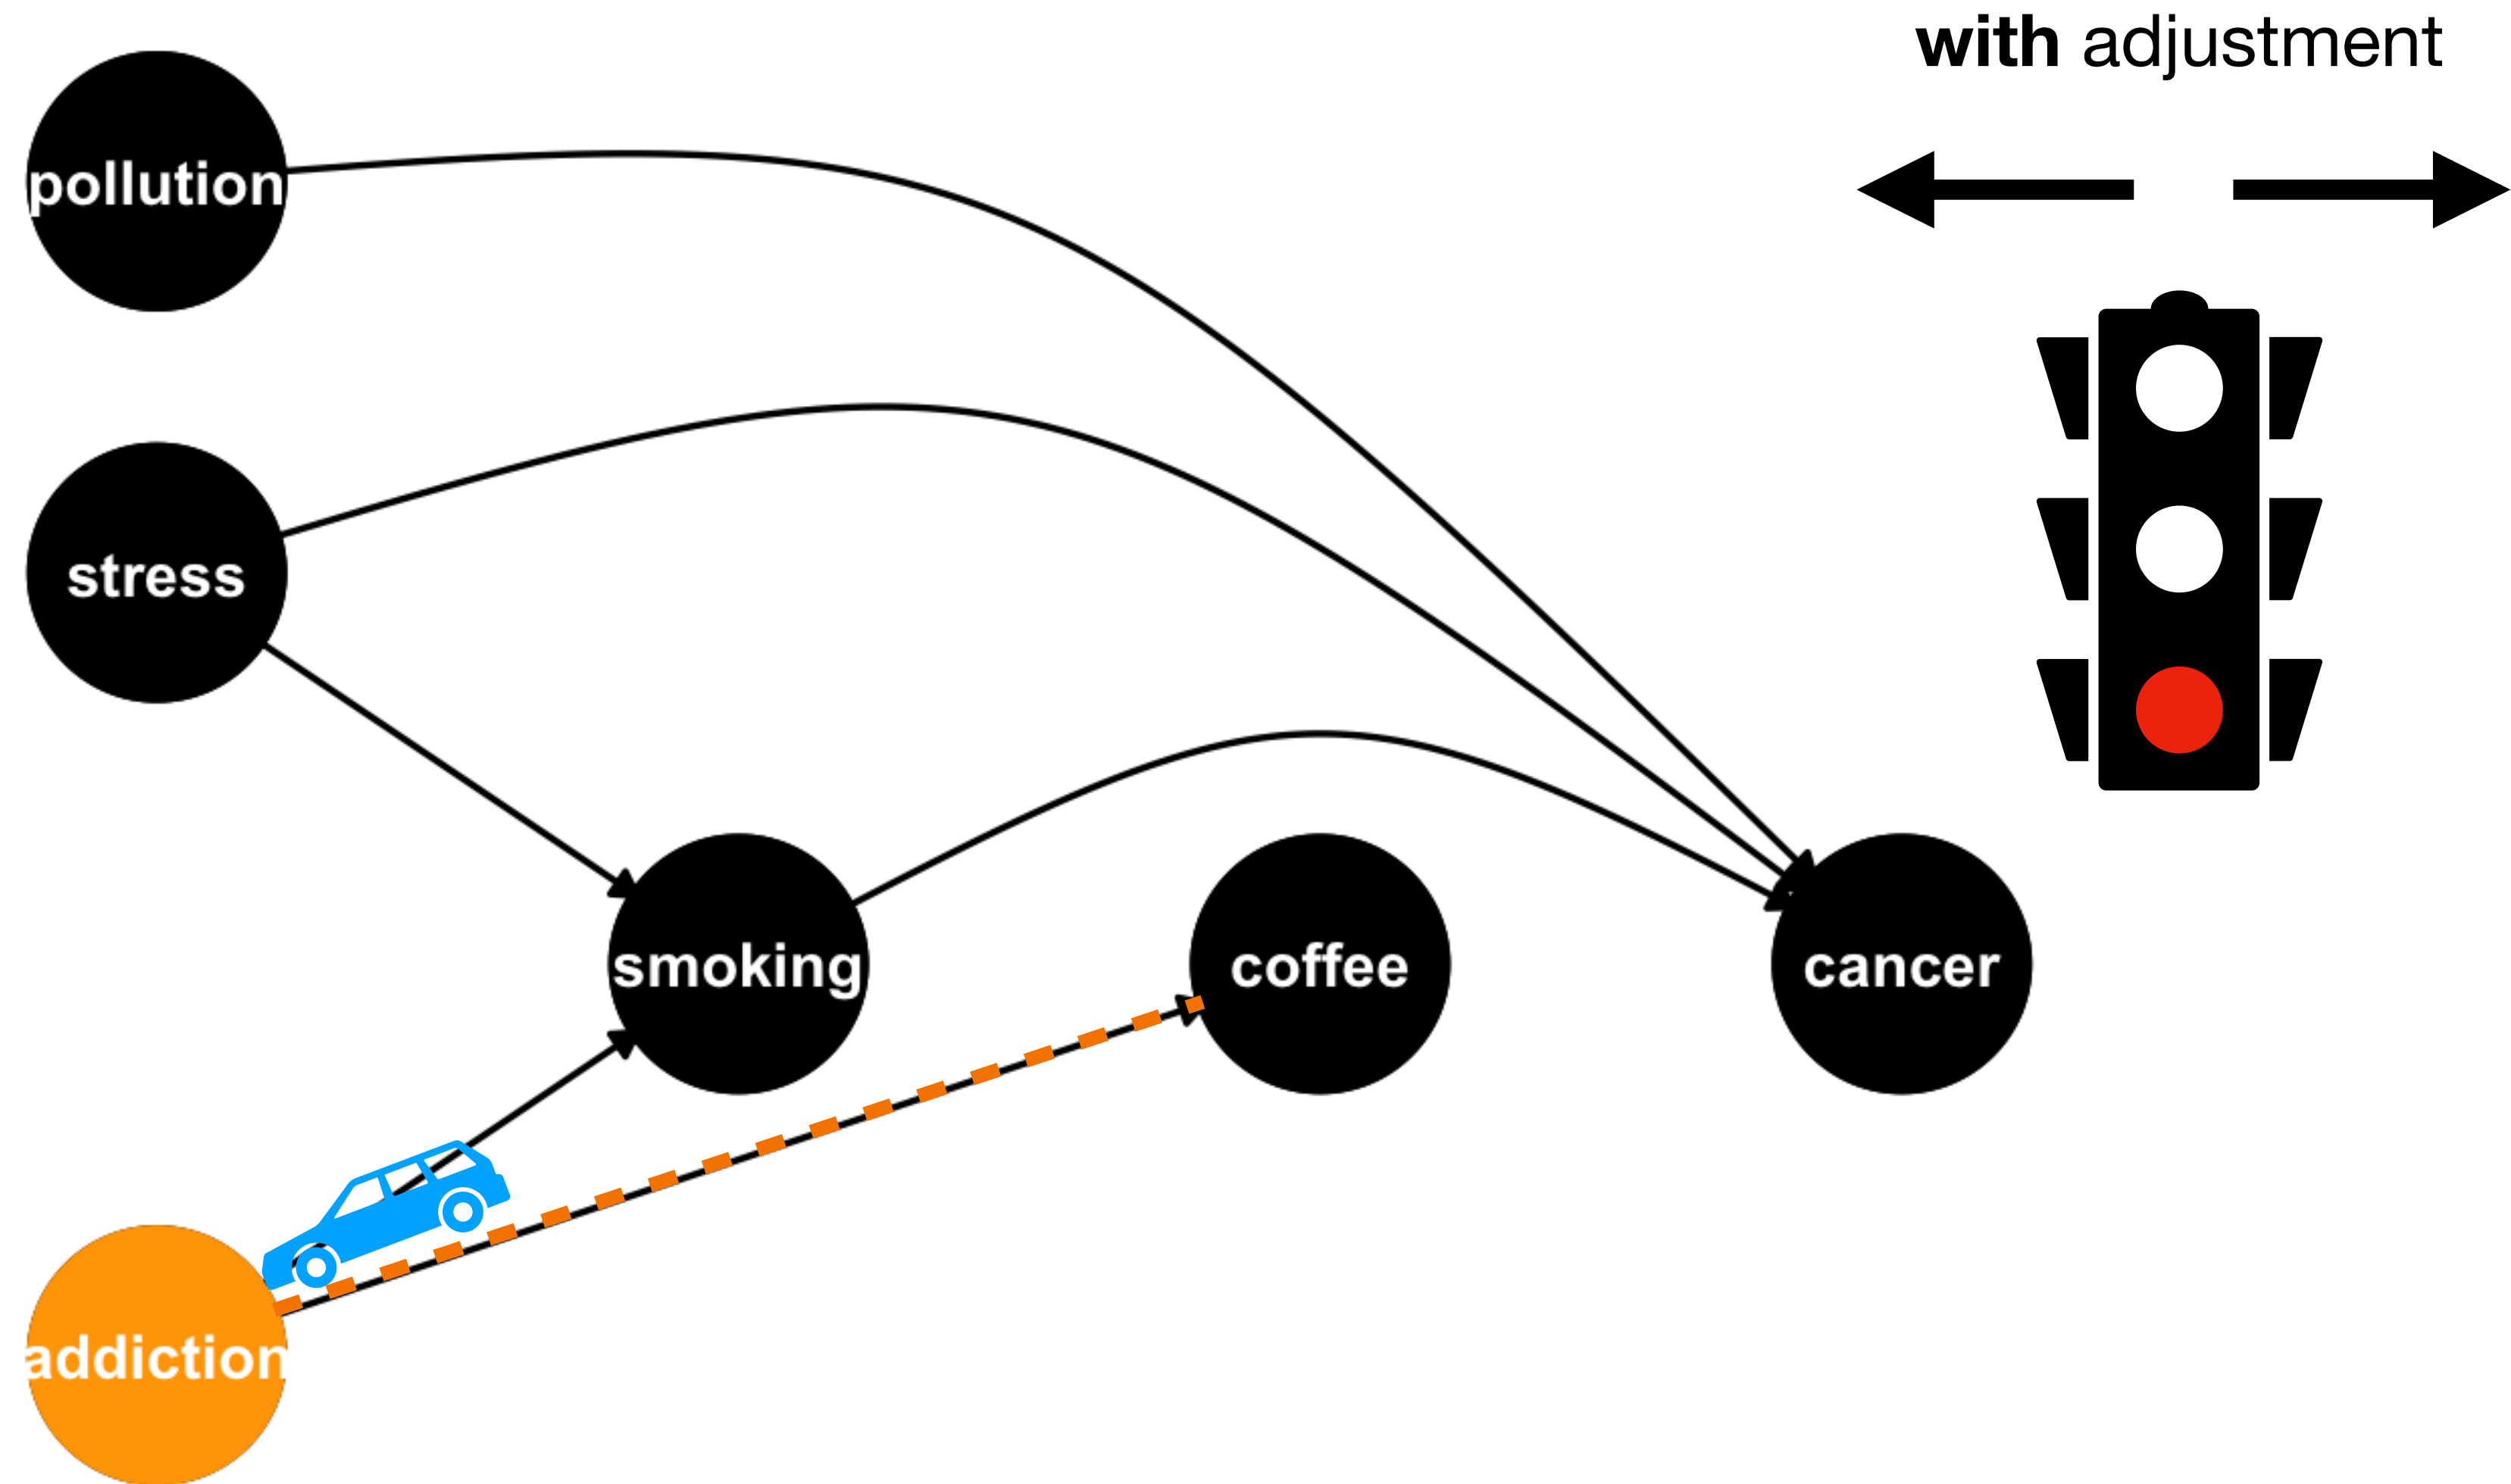 with adjustment
pollution
stress
smoking
coffee
cancer
addiction